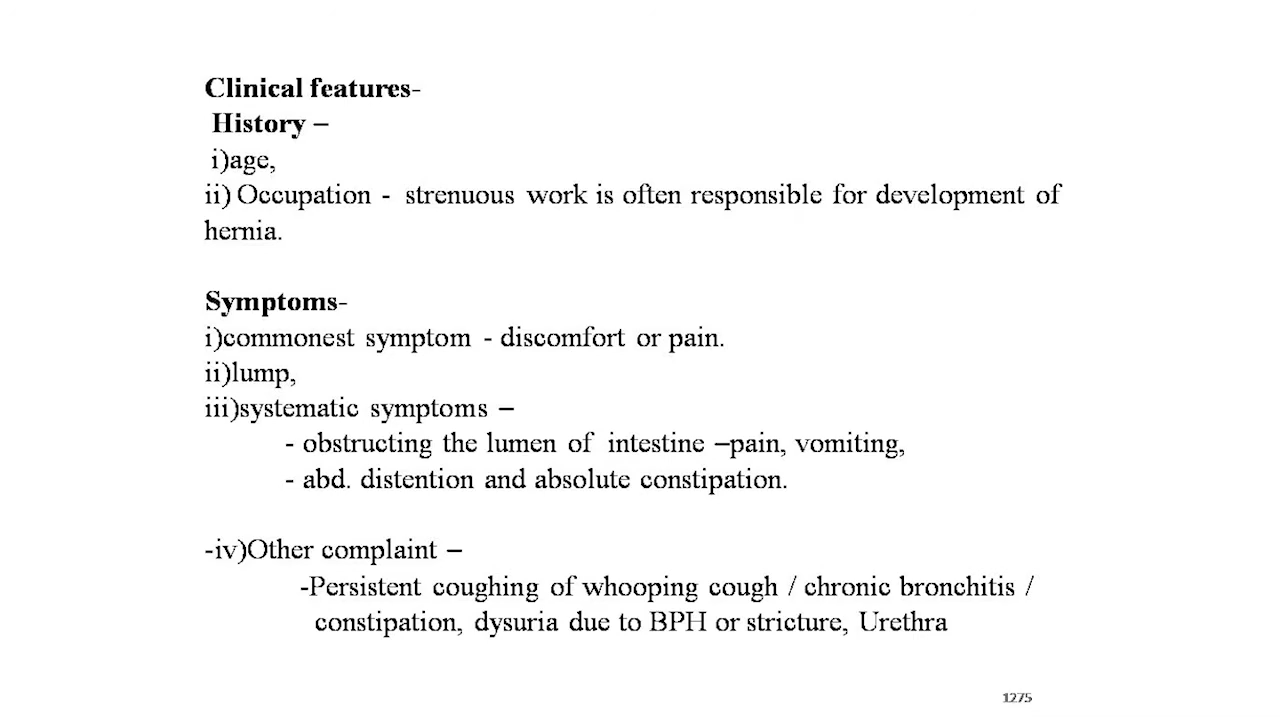 Clinical features-
History –
i)age,
ii) Occupation - strenuous work is often responsible for development of
hernia.
Symptoms-
i)commonest symptom - discomfort or pain.
ii)lump,
iii)systematic symptoms –
- obstructing the lumen of intestine –pain, vomiting,
- abd. distention and absolute constipation.
-iv)Other complaint –
-Persistent coughing of whooping cough / chronic bronchitis /
constipation, dysuria due to BPH or stricture, Urethra
1275